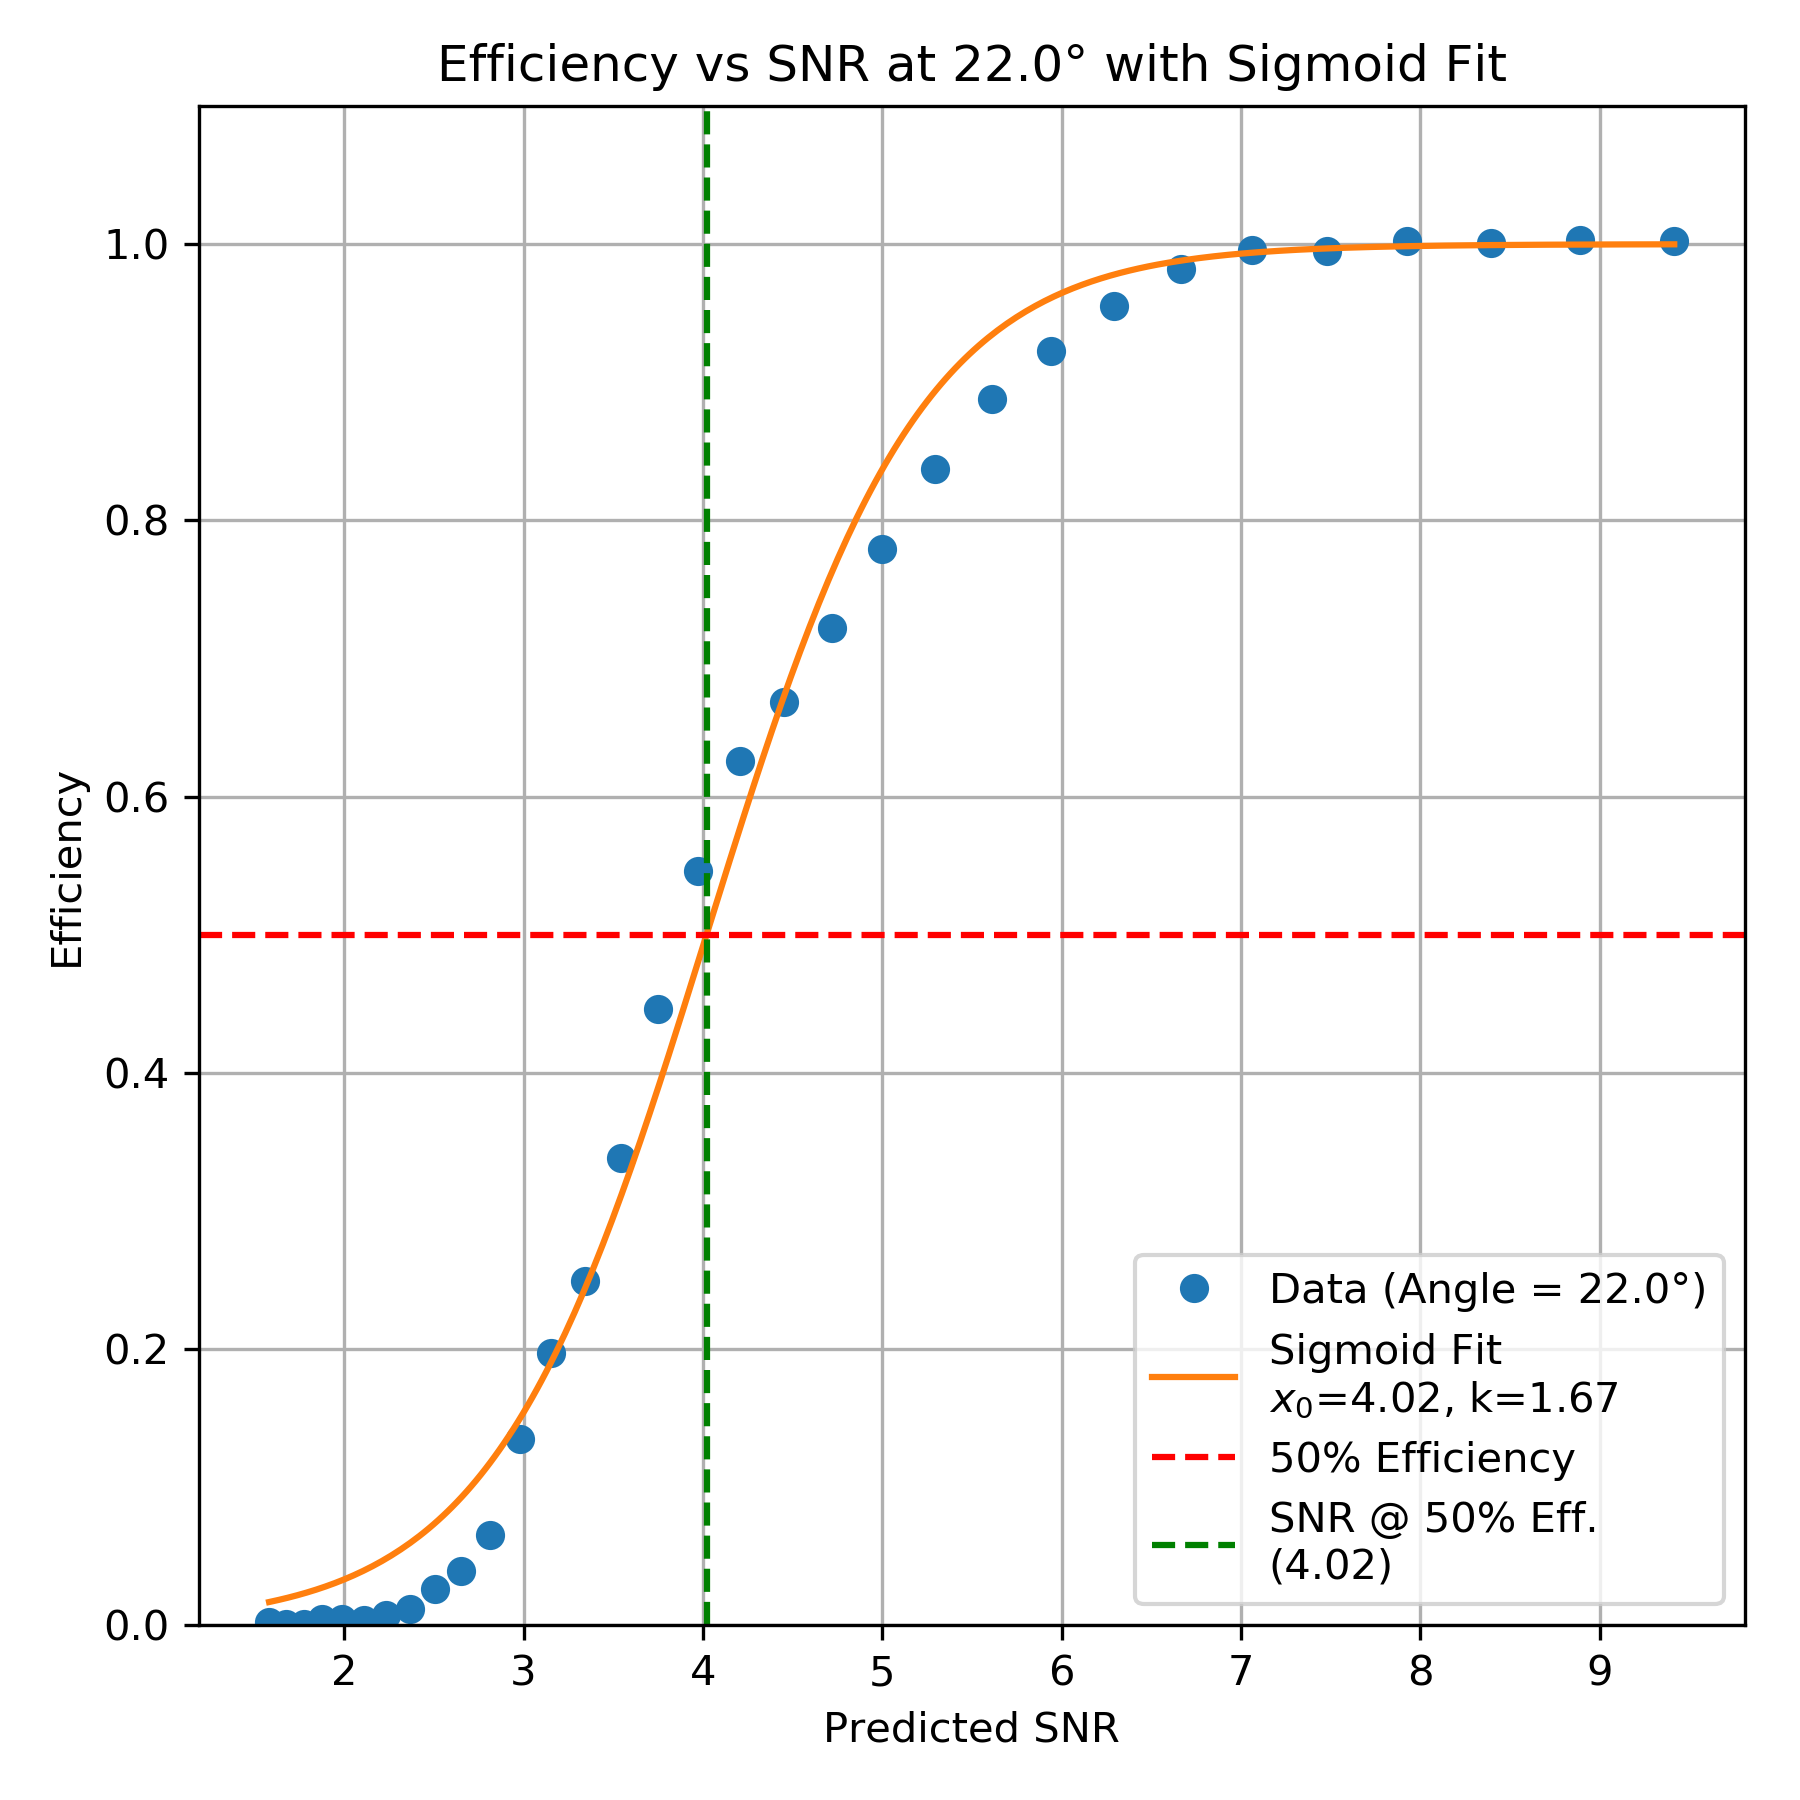 Efficiency vs SNR at 22.0° with Sigmoid Fit
1.0
0.8
0.6
0.4
0.2
0.0
Efficiency
2 3 4 5 6 7 8 9
Predicted SNR
Data (Angle = 22.0°)
Sigmoid Fit
x₀=4.02, k=1.67
50% Efficiency
SNR @ 50% Eff.
(4.02)